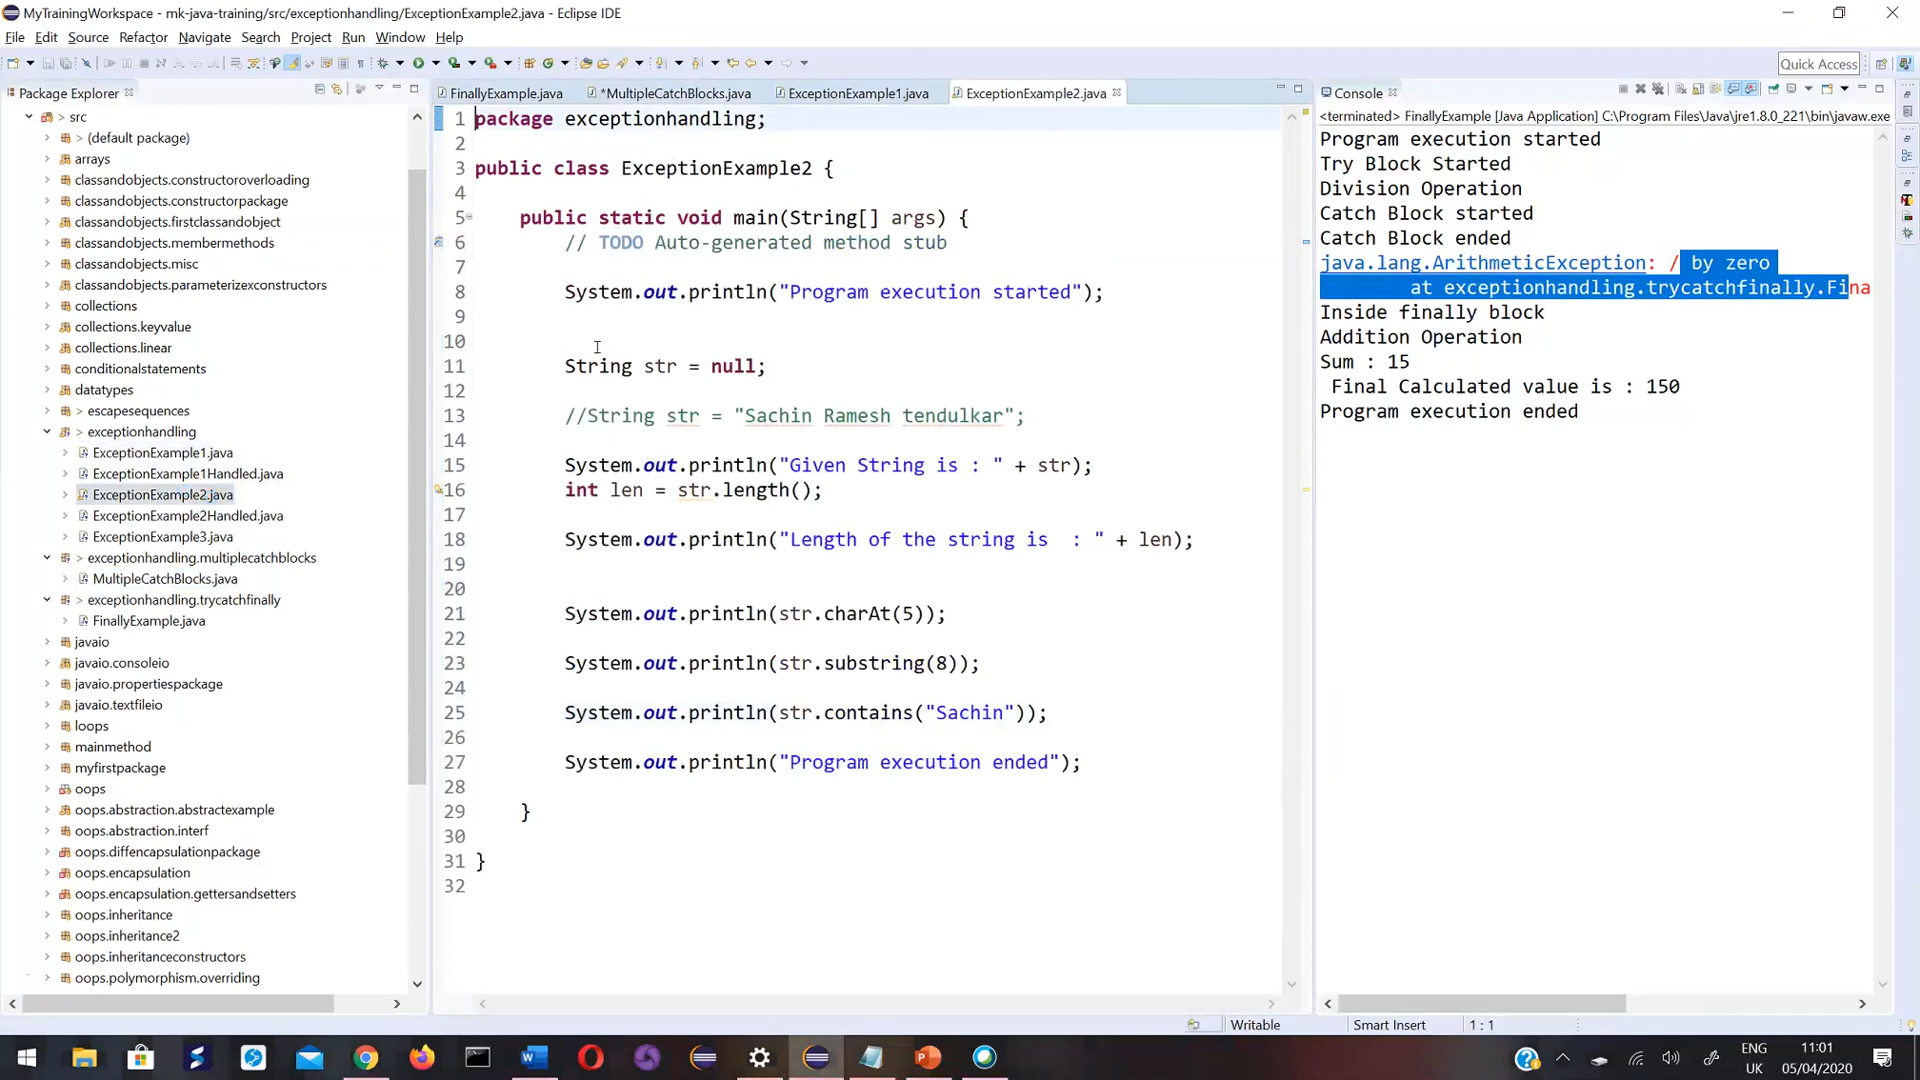 MyTrainingWorkspace - mk-java-training/src/exceptionhandling/ExceptionExample2.java - Eclipse IDE
File Edit Source Refactor Navigate Search Project Run Window Help
Quick Access
Package Explorer
src
> (default package)
arrays
classandobjects.constructoroverloading
classandobjects.constructorpackage
classandobjects.firstclassandobject
classandobjects.membermethods
classandobjects.misc
classandobjects.parameterizexconstructors
collections
collections.keyvalue
collections.linear
conditionalstatements
datatypes
> escapesequences
> exceptionhandling
ExceptionExample1.java
ExceptionExample1Handled.java
ExceptionExample2.java
ExceptionExample2Handled.java
ExceptionExample3.java
> exceptionhandling.multiplecatchblocks
MultipleCatchBlocks.java
> exceptionhandling.trycatchfinally
FinallyExample.java
javaio
javaio.consoleio
javaio.propertiespackage
javaio.textfileio
loops
mainmethod
myfirstpackage
oops
oops.abstraction.abstractexample
oops.abstraction.interf
oops.diffencapsulationpackage
oops.encapsulation
oops.encapsulation.gettersandsetters
oops.inheritance
oops.inheritance2
oops.inheritanceconstructors
oops.polymorphism.overriding
FinallyExample.java *MultipleCatchBlocks.java ExceptionExample1.java ExceptionExample2.java
1 package exceptionhandling;
2
3 public class ExceptionExample2 {
4
5 public static void main(String[] args) {
6 // TODO Auto-generated method stub
7
8 System.out.println("Program execution started");
9
10
11 String str = null;
12
13 //String str = "Sachin Ramesh tendulkar";
14
15 System.out.println("Given String is : " + str);
16 int len = str.length();
17
18 System.out.println("Length of the string is  : " + len);
19
20
21 System.out.println(str.charAt(5));
22
23 System.out.println(str.substring(8));
24
25 System.out.println(str.contains("Sachin"));
26
27 System.out.println("Program execution ended");
28
29 }
30
31 }
32
Console
<terminated> FinallyExample [Java Application] C:\Program Files\Java\jre1.8.0_221\bin\javaw.exe
Program execution started
Try Block Started
Division Operation
Catch Block started
Catch Block ended
java.lang.ArithmeticException: / by zero
at exceptionhandling.trycatchfinally.Fina
Inside finally block
Addition Operation
Sum : 15
Final Calculated value is : 150
Program execution ended
Writable Smart Insert 1 : 1
ENG 11:01
UK 05/04/2020